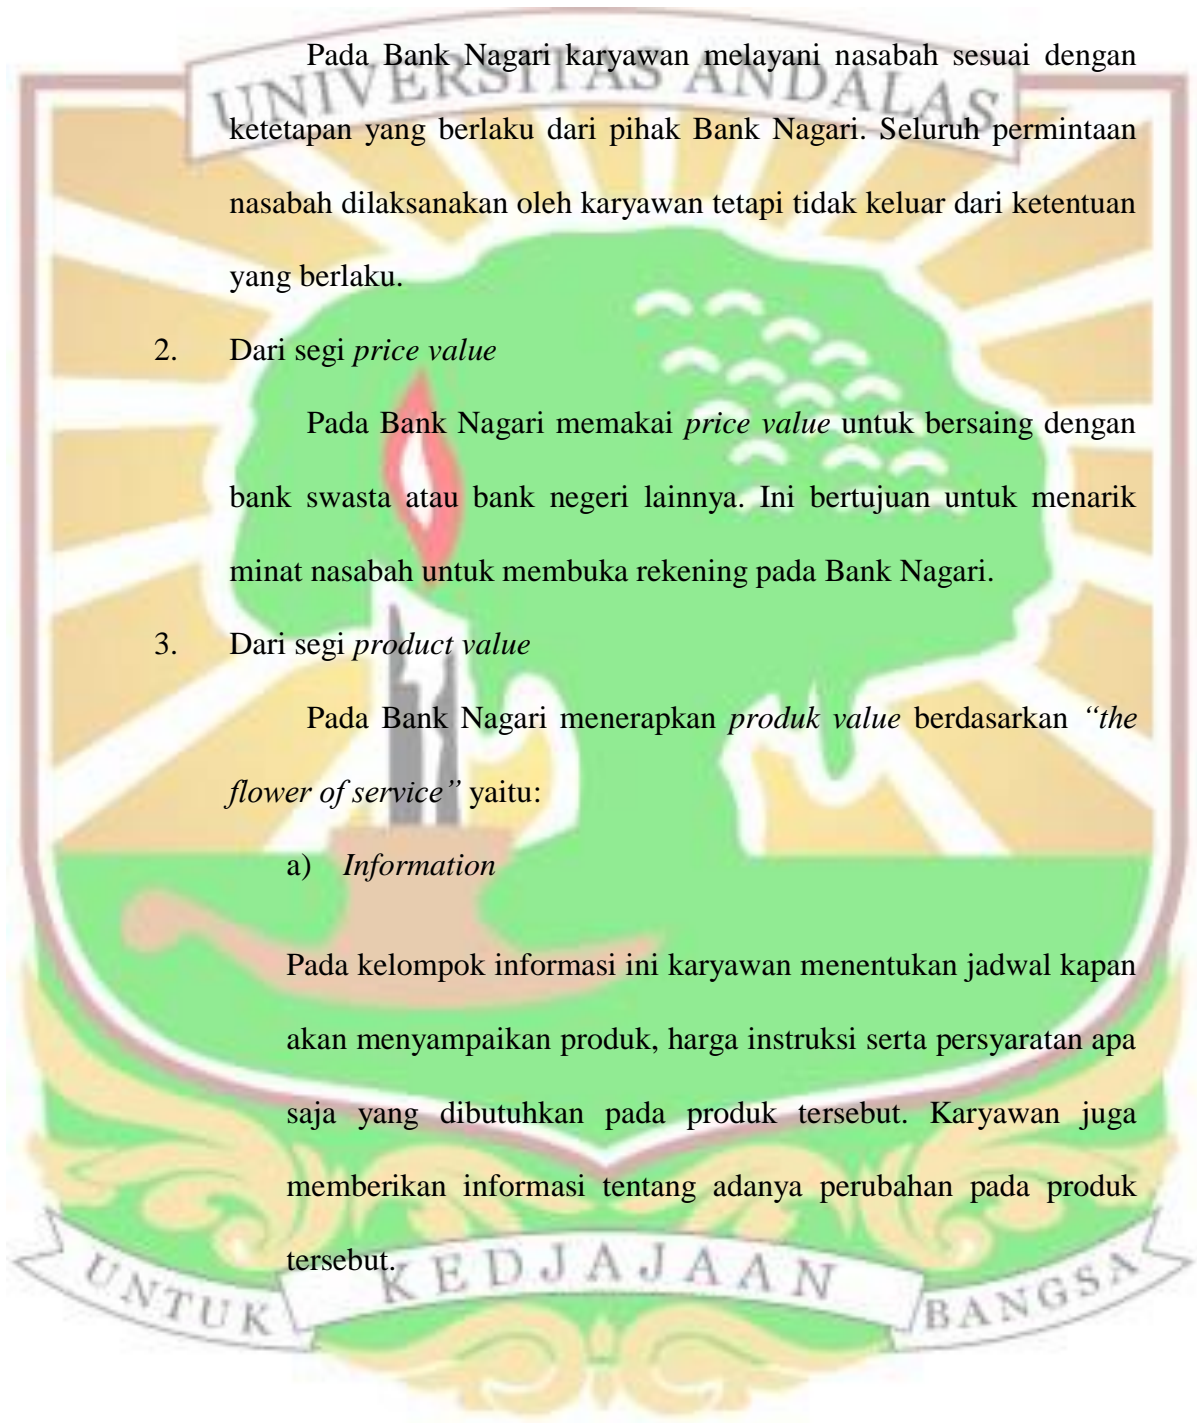 UNIVERSITAS ANDALAS
Pada Bank Nagari karyawan melayani nasabah sesuai dengan
ketetapan yang berlaku dari pihak Bank Nagari. Seluruh permintaan
nasabah dilaksanakan oleh karyawan tetapi tidak keluar dari ketentuan
yang berlaku.
2. Dari segi price value
Pada Bank Nagari memakai price value untuk bersaing dengan
bank swasta atau bank negeri lainnya. Ini bertujuan untuk menarik
minat nasabah untuk membuka rekening pada Bank Nagari.
3. Dari segi product value
Pada Bank Nagari menerapkan produk value berdasarkan “the
flower of service” yaitu:
a) Information
Pada kelompok informasi ini karyawan menentukan jadwal kapan
akan menyampaikan produk, harga instruksi serta persyaratan apa
saja yang dibutuhkan pada produk tersebut. Karyawan juga
memberikan informasi tentang adanya perubahan pada produk
tersebut.
UNTUK KEDJAJAAN BANGSA